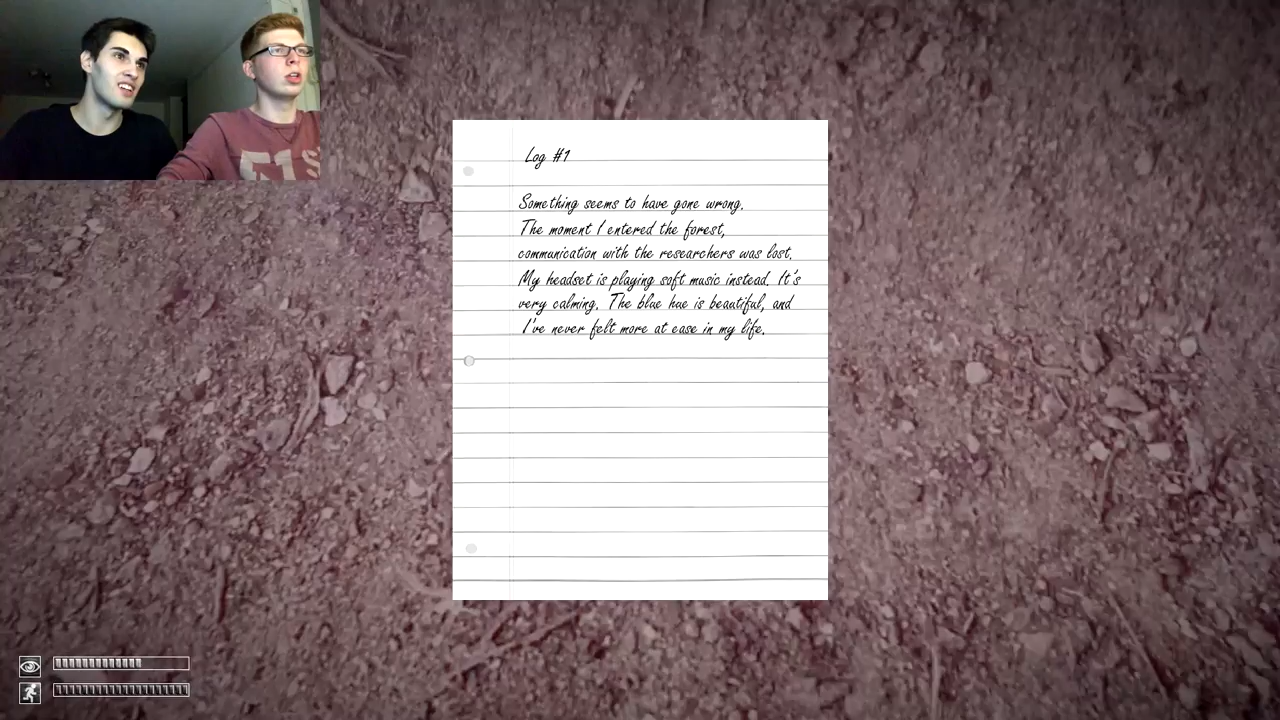 Log #1
Something seems to have gone wrong.
The moment I entered the forest,
communication with the researchers was lost.
My headset is playing soft music instead. It's
very calming. The blue hue is beautiful, and
I've never felt more at ease in my life.